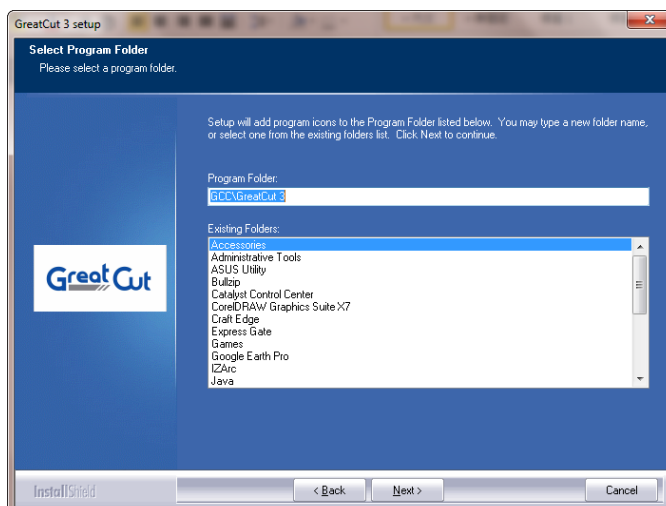 GreatCut 3 setup
Select Program Folder
Please select a program folder.
Setup will add program icons to the Program Folder listed below. You may type a new folder name,
or select one from the existing folders list. Click Next to continue.
Program Folder:
GCC\GreatCut 3
Existing Folders:
Accessories
Administrative Tools
ASUS Utility
Bullzip
Catalyst Control Center
CorelDRAW Graphics Suite X7
Craft Edge
Express Gate
Games
Google Earth Pro
IZArc
Java
Great Cut
InstallShield
< Back
Next >
Cancel